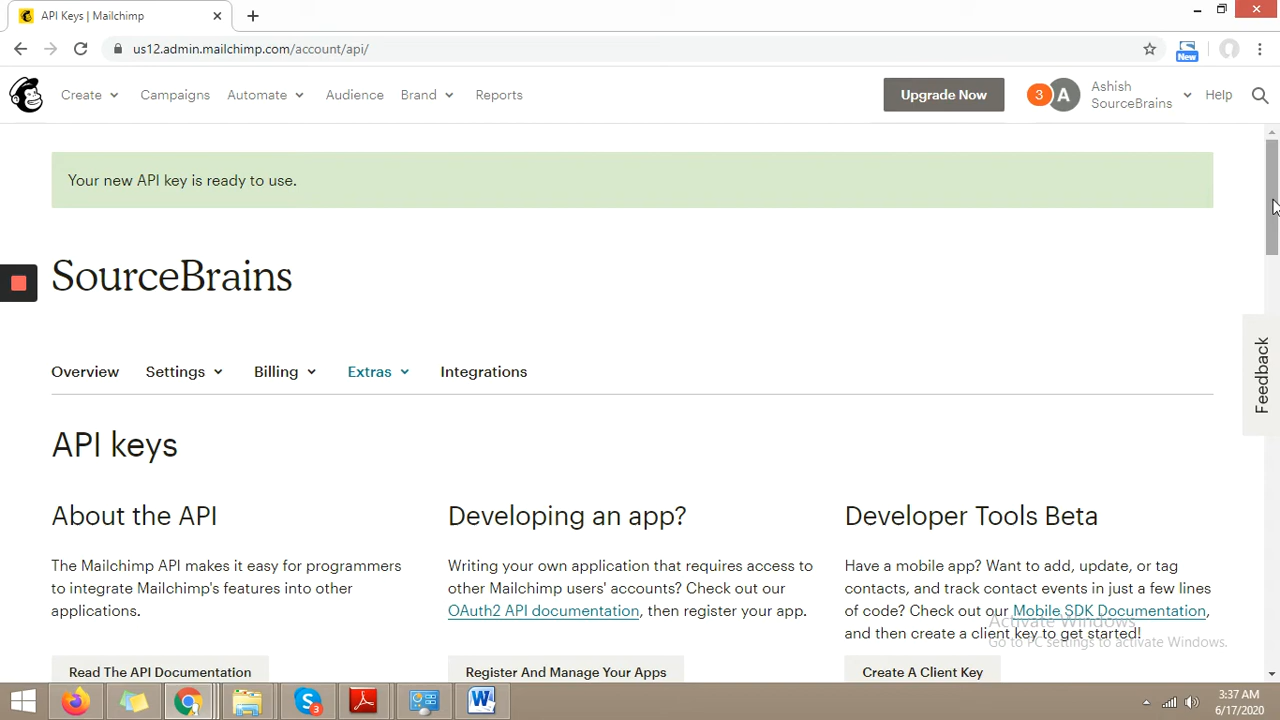 API Keys | Mailchimp
us12.admin.mailchimp.com/account/api/
New
Create Campaigns Automate Audience Brand Reports
Upgrade Now
3 A
Ashish
SourceBrains
Help
Your new API key is ready to use.
SourceBrains
Feedback
Overview Settings Billing Extras Integrations
API keys
About the API
The Mailchimp API makes it easy for programmers
to integrate Mailchimp's features into other
applications.
Read The API Documentation
Developing an app?
Writing your own application that requires access to
other Mailchimp users' accounts? Check out our
OAuth2 API documentation, then register your app.
Register And Manage Your Apps
Developer Tools Beta
Have a mobile app? Want to add, update, or tag
contacts, and track contact events in just a few lines
of code? Check out our Mobile SDK Documentation,
and then create a client key to get started!
Create A Client Key
Activate Windows
Go to PC settings to activate Windows.
3
3:37 AM
6/17/2020